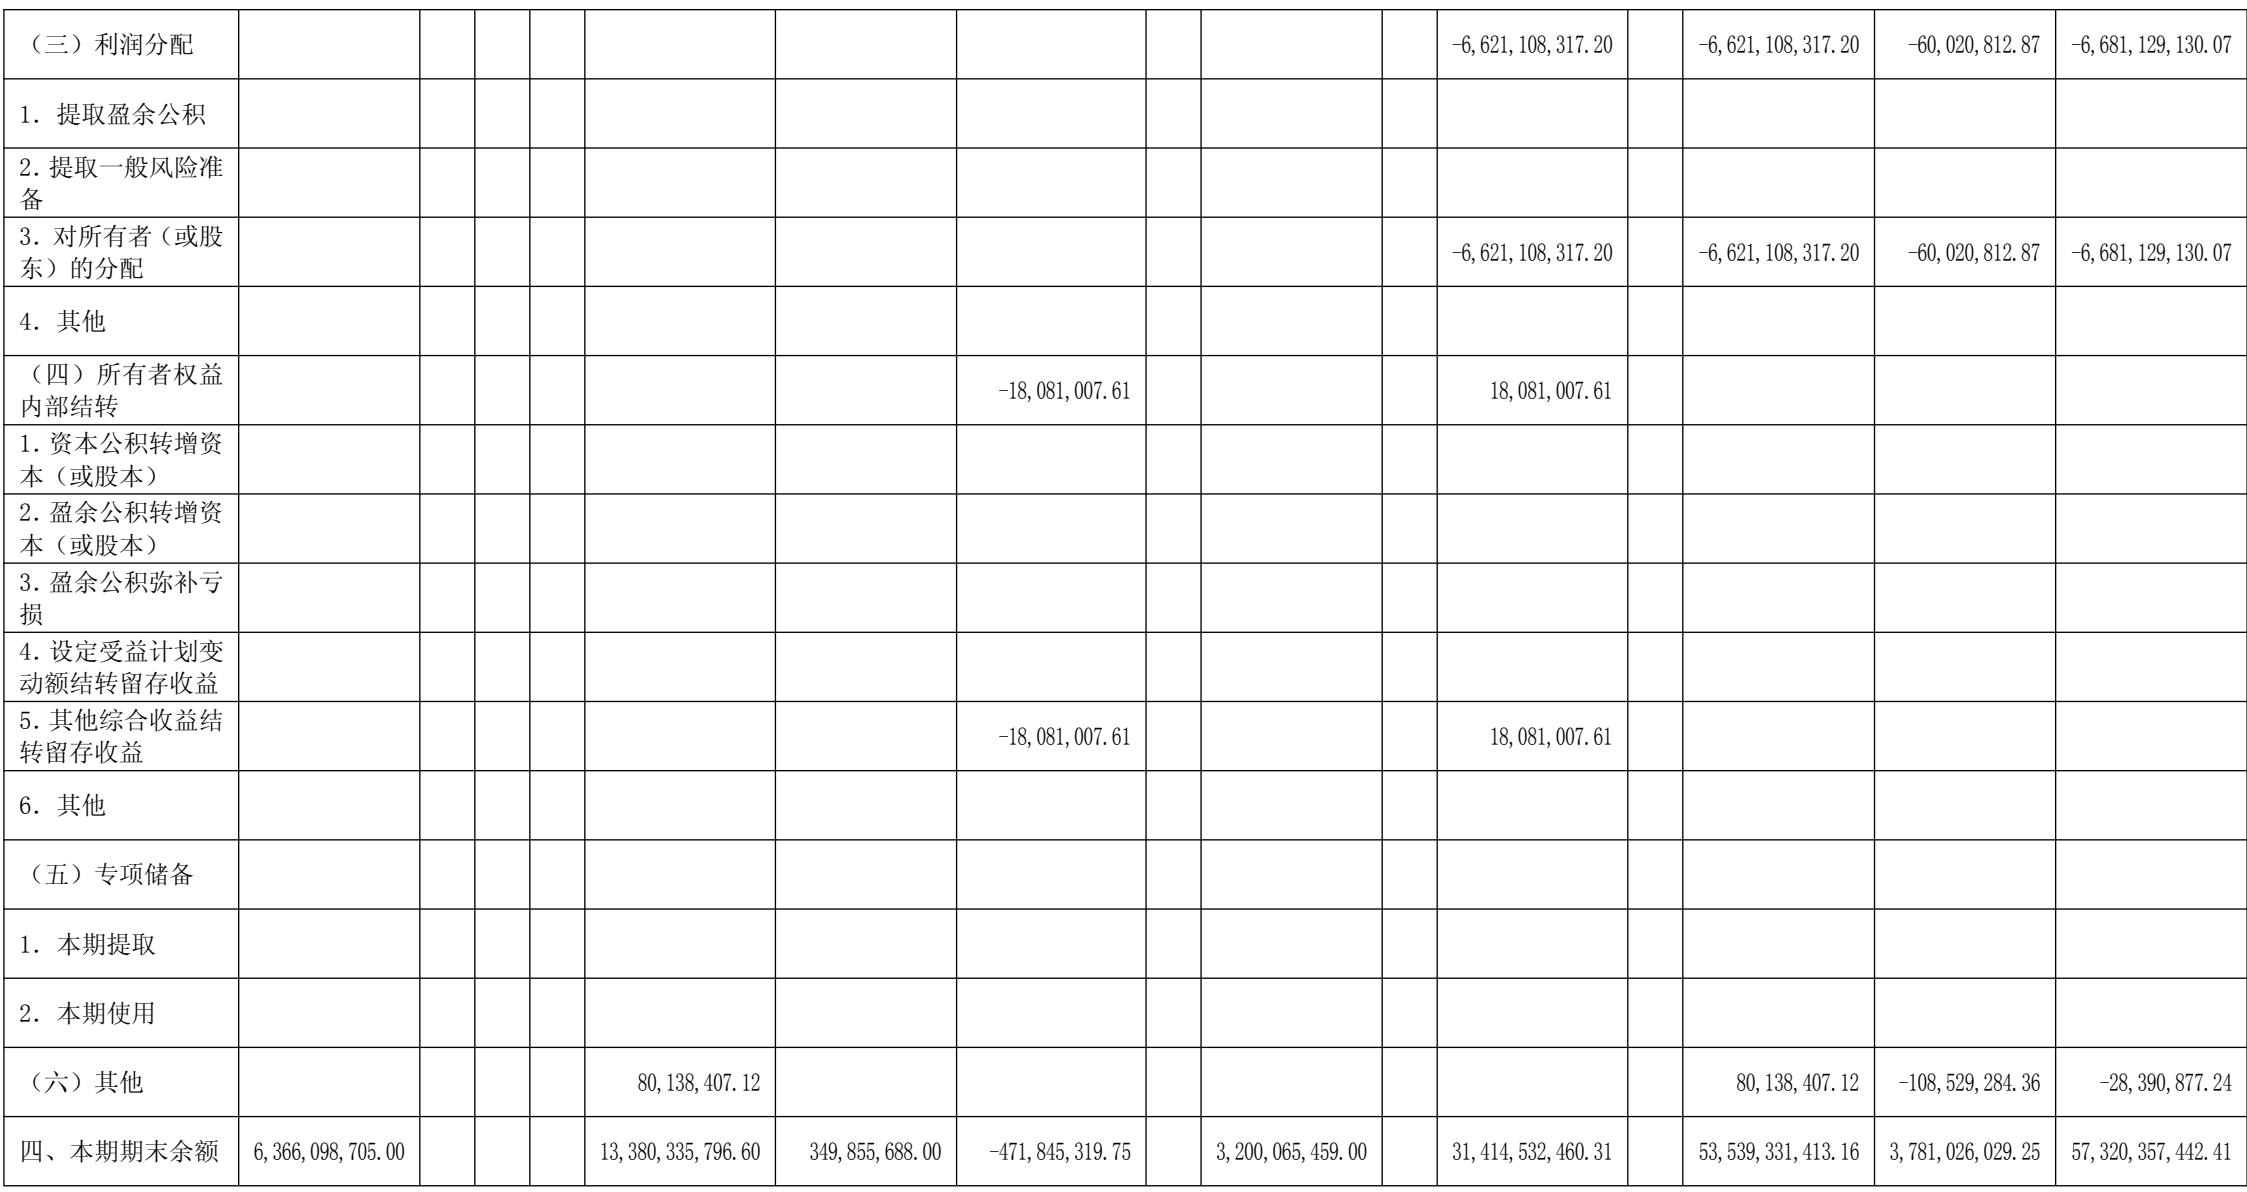 （三）利润分配 -6,621,108,317.20 -6,621,108,317.20 -60,020,812.87 -6,681,129,130.07
1. 提取盈余公积
2.提取一般风险准
备
3. 对所有者（或股
东）的分配 -6,621,108,317.20 -6,621,108,317.20 -60,020,812.87 -6,681,129,130.07
4. 其他
（四）所有者权益
内部结转 -18,081,007.61 18,081,007.61
1.资本公积转增资
本（或股本）
2.盈余公积转增资
本（或股本）
3.盈余公积弥补亏
损
4.设定受益计划变
动额结转留存收益
5.其他综合收益结
转留存收益 -18,081,007.61 18,081,007.61
6. 其他
（五）专项储备
1. 本期提取
2. 本期使用
（六）其他 80,138,407.12 80,138,407.12 -108,529,284.36 -28,390,877.24
四、本期期末余额 6,366,098,705.00 13,380,335,796.60 349,855,688.00 -471,845,319.75 3,200,065,459.00 31,414,532,460.31 53,539,331,413.16 3,781,026,029.25 57,320,357,442.41